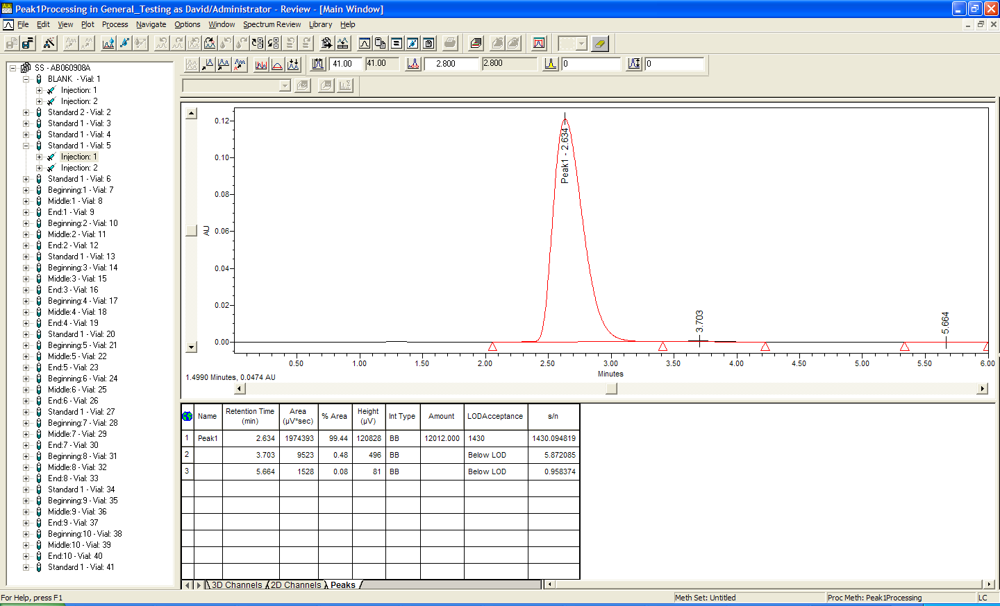 Peak1Processing in General_Testing as David/Administrator - Review - [Main Window]
File Edit View Plot Process Navigate Options Window Spectrum Review Library Help
41.00 41.00 2.800 2.800 0 0
SS - AB060908A
BLANK - Vial: 1
Injection: 1
Injection: 2
Standard 2 - Vial: 2
Standard 1 - Vial: 3
Standard 1 - Vial: 4
Standard 1 - Vial: 5
Injection: 1
Injection: 2
Standard 1 - Vial: 6
Beginning:1 - Vial: 7
Middle:1 - Vial: 8
End:1 - Vial: 9
Beginning:2 - Vial: 10
Middle:2 - Vial: 11
End:2 - Vial: 12
Standard 1 - Vial: 13
Beginning:3 - Vial: 14
Middle:3 - Vial: 15
End:3 - Vial: 16
Beginning:4 - Vial: 17
Middle:4 - Vial: 18
End:4 - Vial: 19
Standard 1 - Vial: 20
Beginning:5 - Vial: 21
Middle:5 - Vial: 22
End:5 - Vial: 23
Beginning:6 - Vial: 24
Middle:6 - Vial: 25
End:6 - Vial: 26
Standard 1 - Vial: 27
Beginning:7 - Vial: 28
Middle:7 - Vial: 29
End:7 - Vial: 30
Beginning:8 - Vial: 31
Middle:8 - Vial: 32
End:8 - Vial: 33
Standard 1 - Vial: 34
Beginning:9 - Vial: 35
Middle:9 - Vial: 36
End:9 - Vial: 37
Beginning:10 - Vial: 38
Middle:10 - Vial: 39
End:10 - Vial: 40
Standard 1 - Vial: 41
AU
0.12
0.10
0.08
0.06
0.04
0.02
0.00
Peak1 - 2.634
3.703
5.664
0.50 1.00 1.50 2.00 2.50 3.00 3.50 4.00 4.50 5.00 5.50 6.00
Minutes
1.4990 Minutes, 0.0474 AU
Name Retention Time (min) Area (µV*sec) % Area Height (µV) Int Type Amount LODAcceptance s/n
1 Peak1 2.634 1974393 99.44 120828 BB 12012.000 1430 1430.094819
2 3.703 9523 0.48 496 BB Below LOD 5.872085
3 5.664 1528 0.08 81 BB Below LOD 0.958374
3D Channels 2D Channels Peaks
For Help, press F1 Meth Set: Untitled Proc Meth: Peak1Processing LC